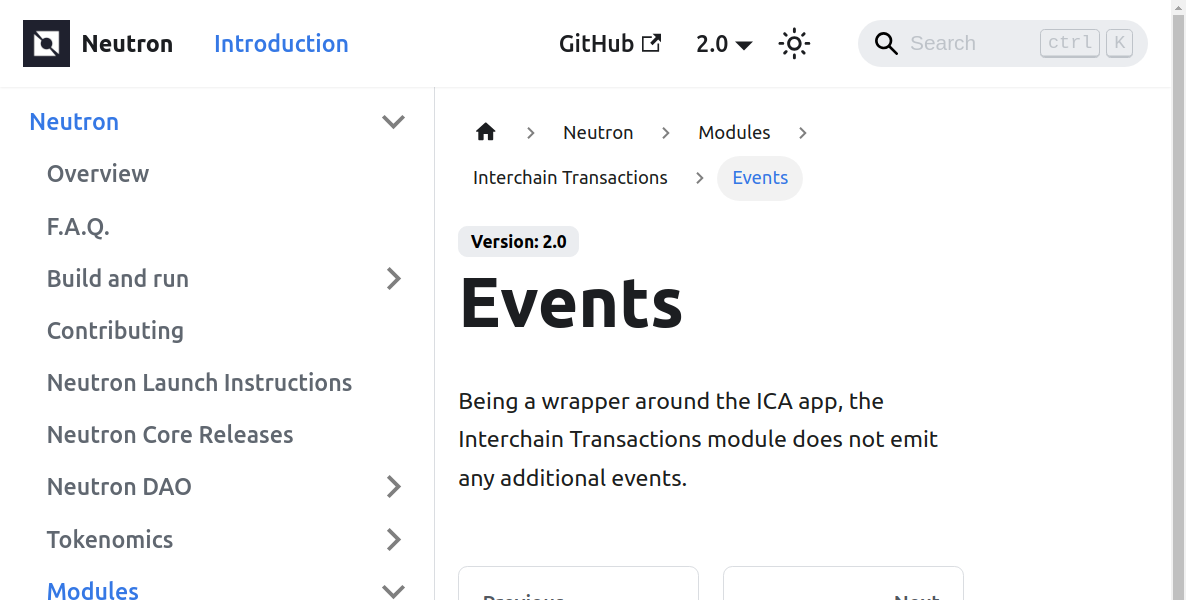 Neutron
Introduction
GitHub
2.0
Search
ctrl
K
Neutron
Overview
F.A.Q.
Build and run
Contributing
Neutron Launch Instructions
Neutron Core Releases
Neutron DAO
Tokenomics
Modules
Neutron
Modules
Interchain Transactions
Events
Version: 2.0
Events
Being a wrapper around the ICA app, the
Interchain Transactions module does not emit
any additional events.
Previous
Next